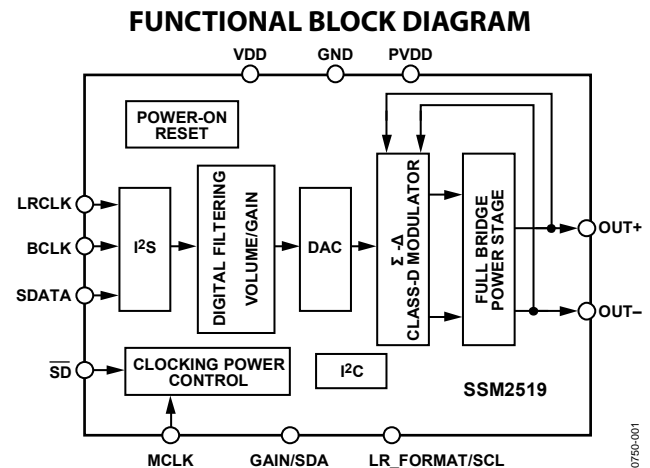 FUNCTIONAL BLOCK DIAGRAM
VDD
GND
PVDD
POWER-ON
RESET
LRCLK
BCLK
SDATA
I²S
DIGITAL FILTERING
VOLUME/GAIN
DAC
Σ-Δ
CLASS-D MODULATOR
FULL BRIDGE
POWER STAGE
OUT+
OUT–
SD
CLOCKING POWER
CONTROL
I²C
SSM2519
MCLK
GAIN/SDA
LR_FORMAT/SCL
0750-001